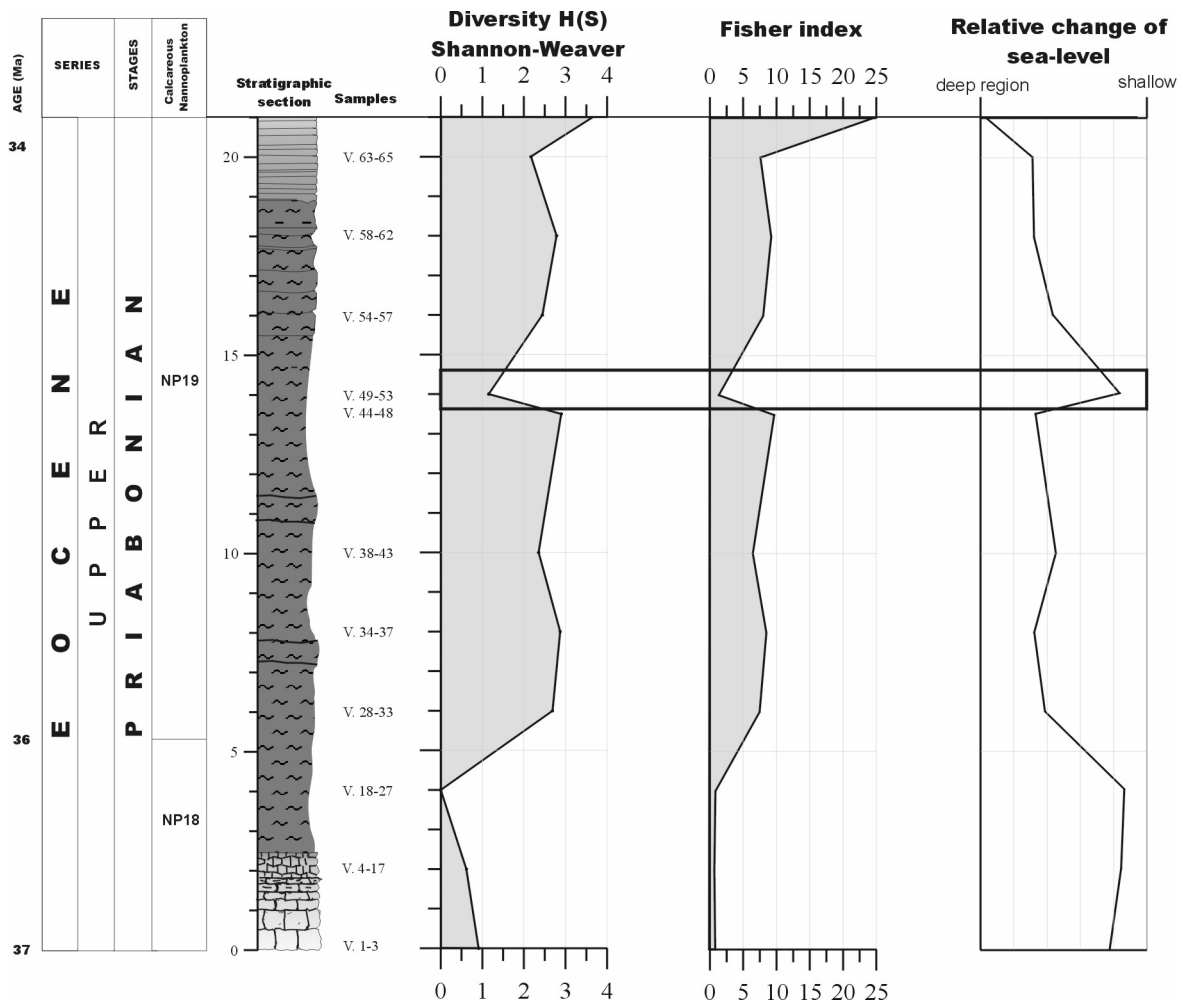 Diversity H(S)
Shannon-Weaver
Fisher index
Relative change of
sea-level
AGE (Ma)
SERIES
STAGES
Calcareous
Nannoplankton
Stratigraphic
section
Samples
0 1 2 3 4
0 5 10 15 20 25
deep region
shallow
34
36
37
EOCENE
UPPER
PRIABONIAN
NP19
NP18
20
15
10
5
0
V. 63-65
V. 58-62
V. 54-57
V. 49-53
V. 44-48
V. 38-43
V. 34-37
V. 28-33
V. 18-27
V. 4-17
V. 1-3
0 1 2 3 4
0 5 10 15 20 25